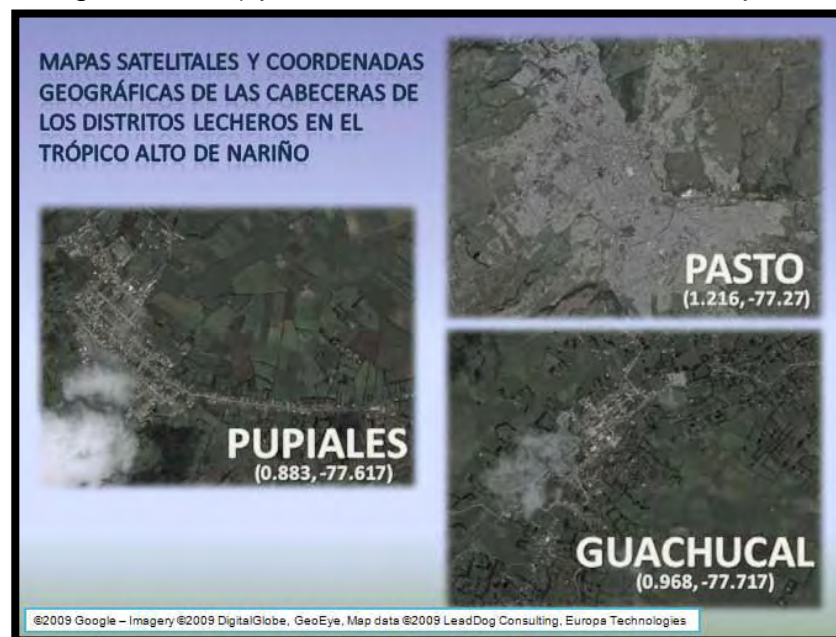 MAPAS SATELITALES Y COORDENADAS
GEOGRÁFICAS DE LAS CABECERAS DE
LOS DISTRITOS LECHEROS EN EL
TRÓPICO ALTO DE NARIÑO
PASTO
(1.216, -77.27)
PUPIALES
(0.883, -77.617)
GUACHUCAL
(0.968, -77.717)
©2009 Google – Imagery ©2009 DigitalGlobe, GeoEye, Map data ©2009 LeadDog Consulting, Europa Technologies